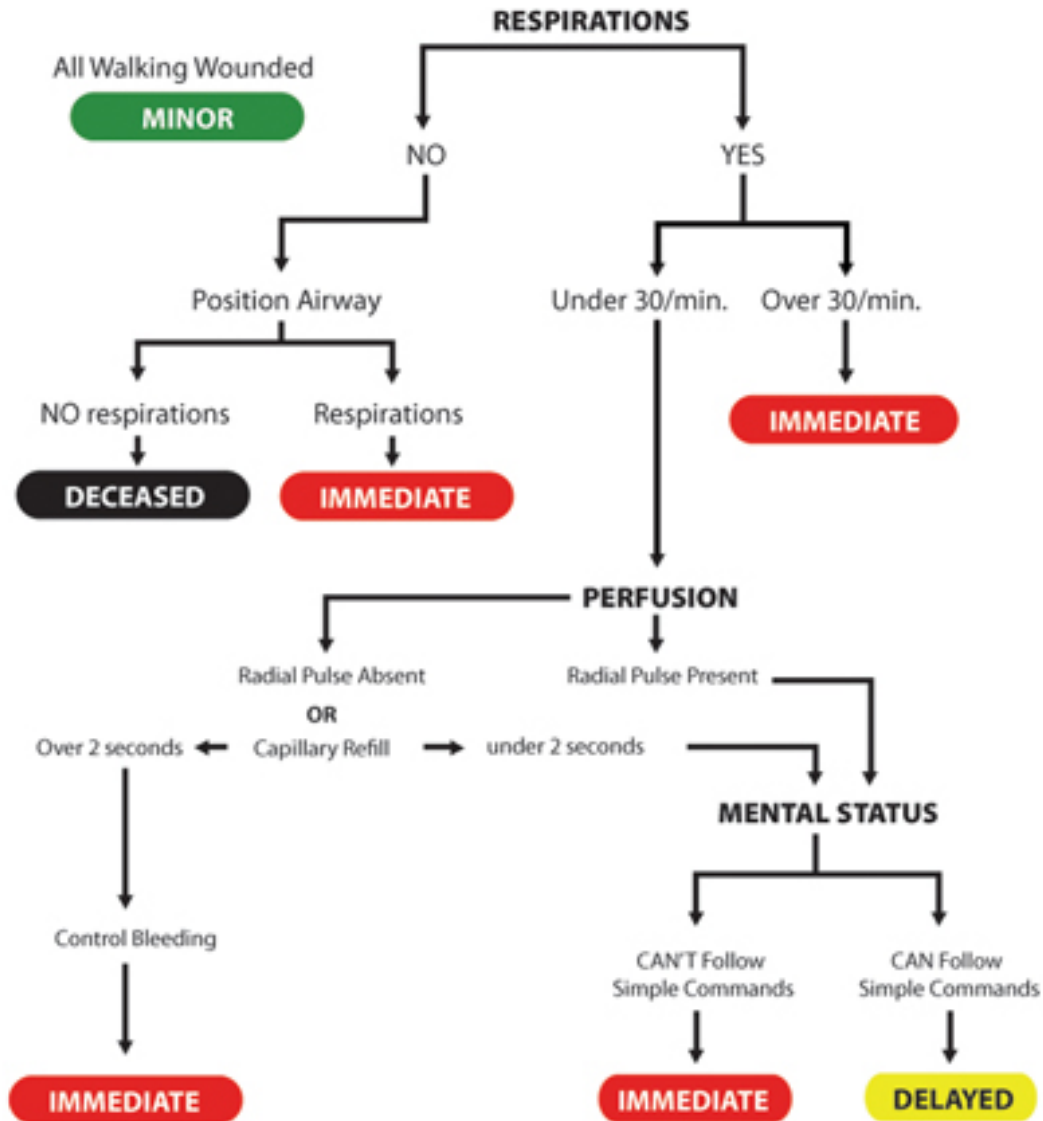 RESPIRATIONS
All Walking Wounded
MINOR
NO
YES
Position Airway
Under 30/min.
Over 30/min.
NO respirations
Respirations
IMMEDIATE
DECEASED
IMMEDIATE
PERFUSION
Radial Pulse Absent
Radial Pulse Present
OR
Over 2 seconds
Capillary Refill
under 2 seconds
MENTAL STATUS
Control Bleeding
CAN'T Follow
Simple Commands
CAN Follow
Simple Commands
IMMEDIATE
IMMEDIATE
DELAYED